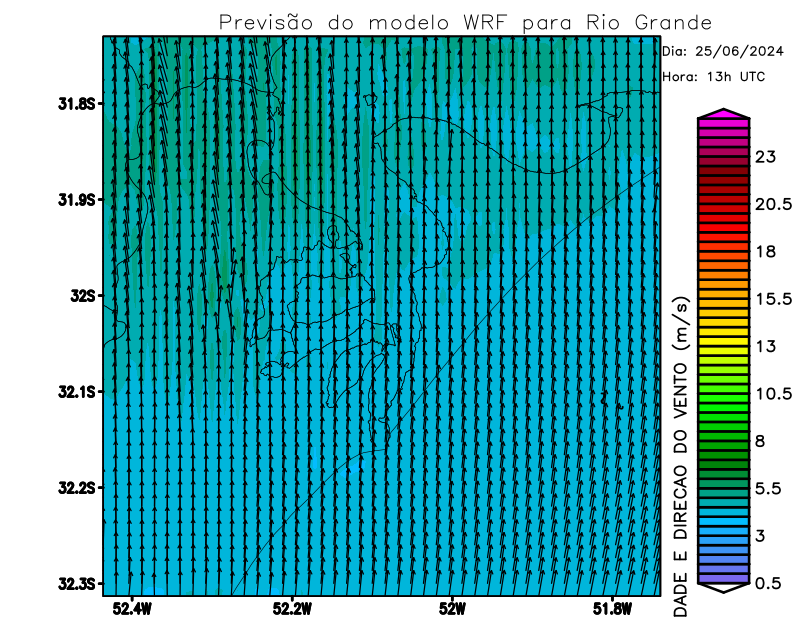 Previsão do modelo WRF para Rio Grande
Dia: 25/06/2024
Hora: 13h UTC
31.8S
31.9S
32S
32.1S
32.2S
32.3S
52.4W
52.2W
52W
51.8W
23
20.5
18
15.5
13
10.5
8
5.5
3
0.5
DADE E DIRECAO DO VENTO (m/s)